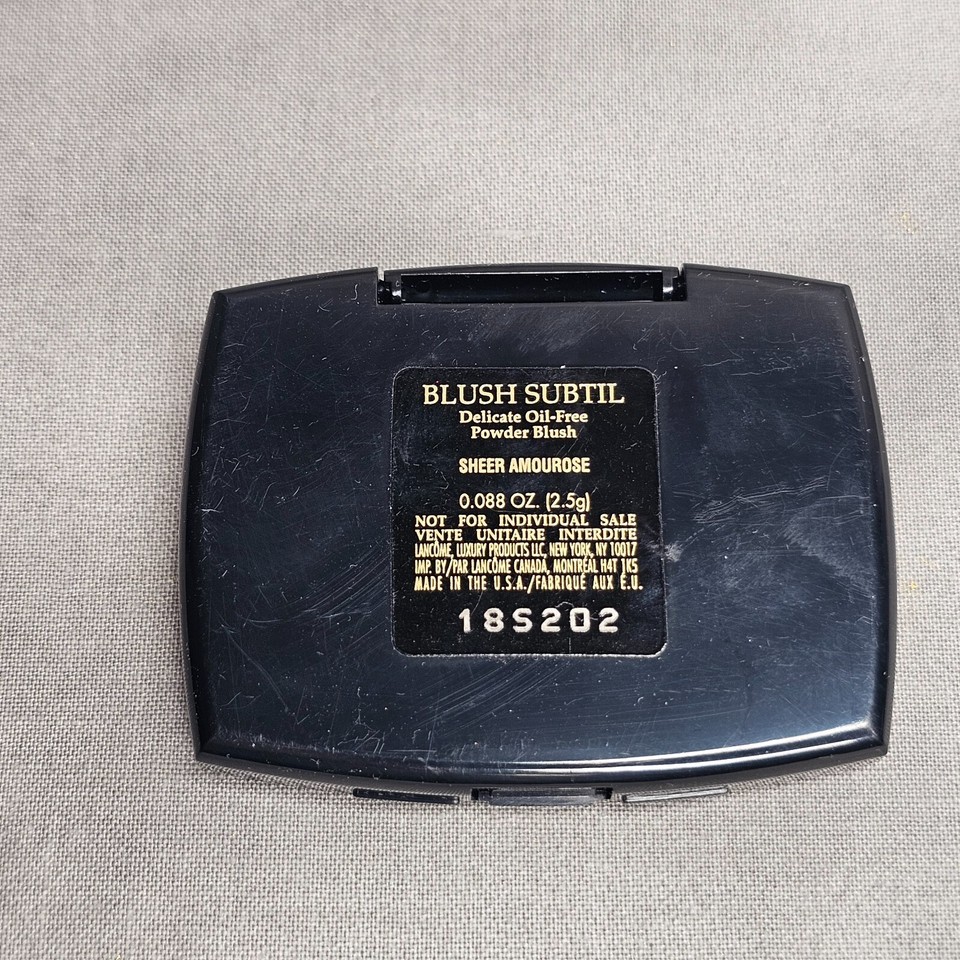 BLUSH SUBTIL
Delicate Oil-Free
Powder Blush
SHEER AMOUROSE
0.088 OZ. (2.5g)
NOT FOR INDIVIDUAL SALE
VENTE UNITAIRE INTERDITE
LANCÔME, LUXURY PRODUCTS LLC, NEW YORK, NY 10017
IMP. BY/PAR LANCÔME CANADA, MONTRÉAL H4T 1K5
MADE IN THE U.S.A./FABRIQUÉ AUX É.U.
18S202